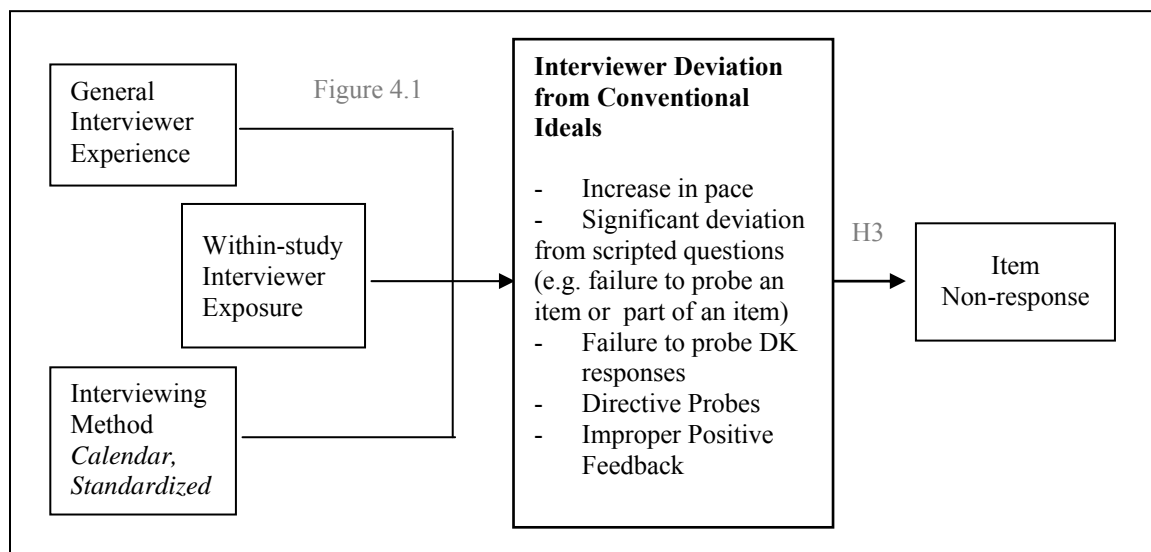 General
Interviewer
Experience
Figure 4.1
Within-study
Interviewer
Exposure
Interviewing
Method
Calendar,
Standardized
Interviewer Deviation
from Conventional
Ideals
- Increase in pace
- Significant deviation
from scripted questions
(e.g. failure to probe an
item or part of an item)
- Failure to probe DK
responses
- Directive Probes
- Improper Positive
Feedback
H3
Item
Non-response